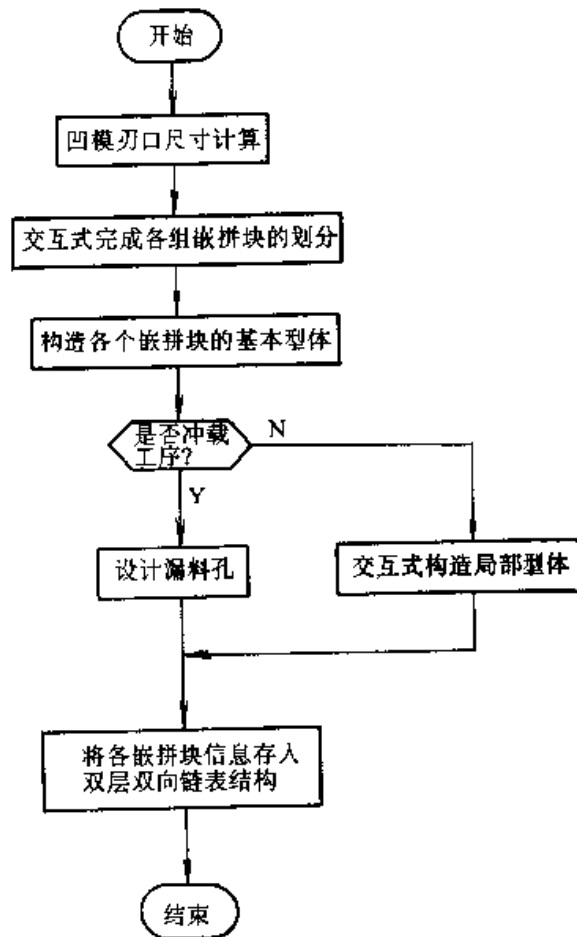 开始
凹模刃口尺寸计算
交互式完成各组嵌拼块的划分
构造各个嵌拼块的基本型体
是否冲载
工序?
N
Y
设计漏料孔
交互式构造局部型体
将各嵌拼块信息存入
双层双向链表结构
结束